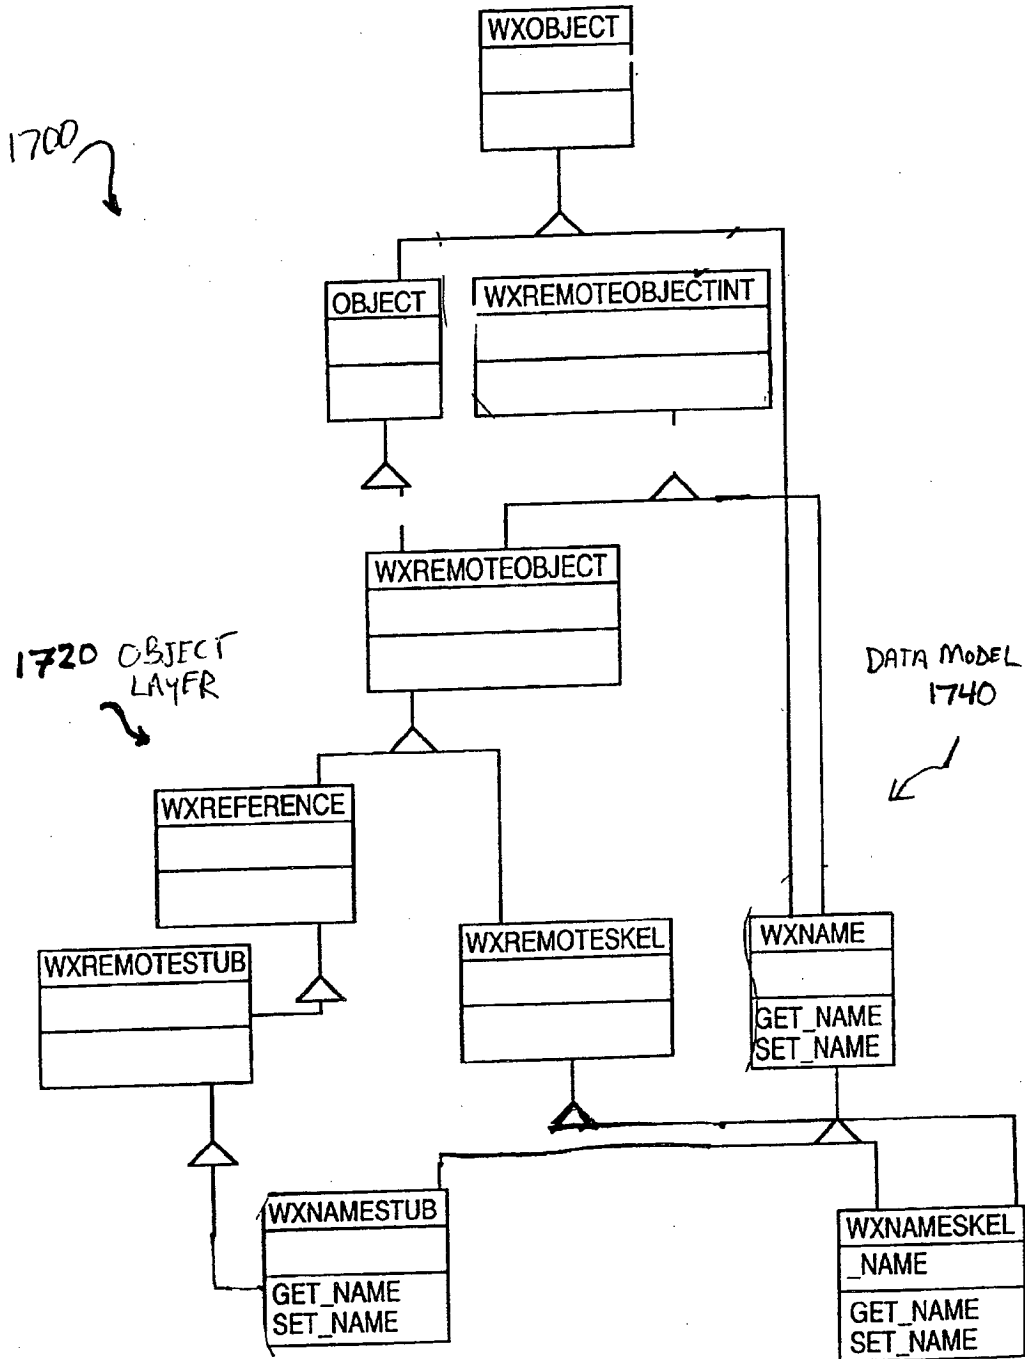 WXOBJECT
1700
OBJECT
WXREMOTEOBJECTINT
WXREMOTEOBJECT
1720 OBJECT
LAYER
DATA MODEL
1740
WXREFERENCE
WXREMOTESTUB
WXREMOTESKEL
WXNAME
GET_NAME
SET_NAME
WXNAMESTUB
GET_NAME
SET_NAME
WXNAMESKEL
_NAME
GET_NAME
SET_NAME